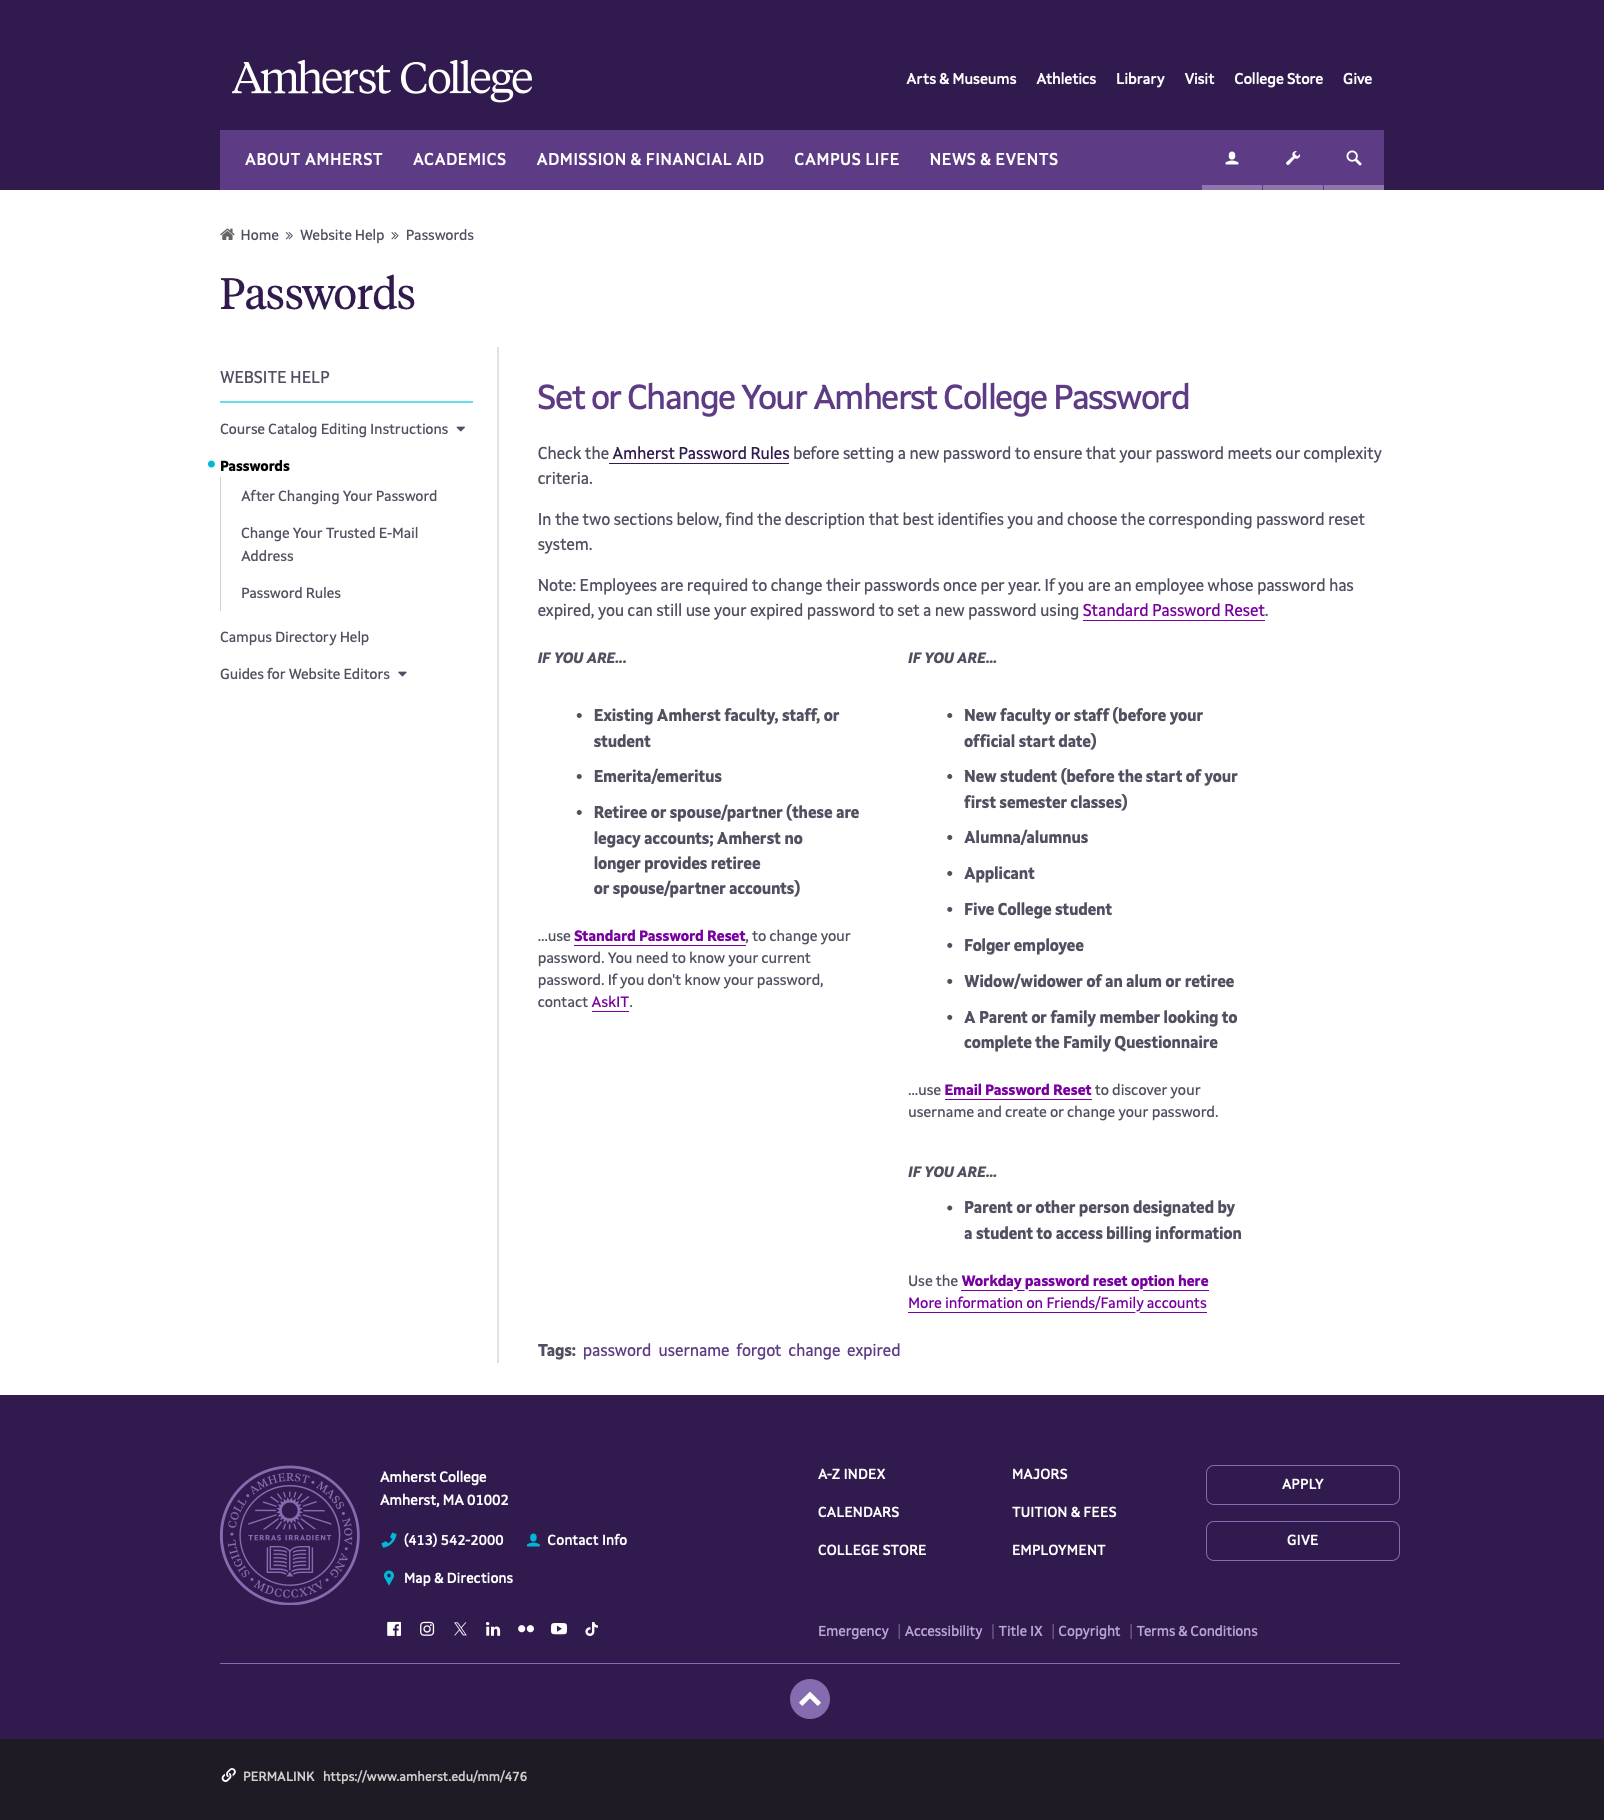 Amherst College
Arts & Museums Athletics Library Visit College Store Give
ABOUT AMHERST ACADEMICS ADMISSION & FINANCIAL AID CAMPUS LIFE NEWS & EVENTS
Home » Website Help » Passwords
Passwords
WEBSITE HELP
Course Catalog Editing Instructions
Passwords
After Changing Your Password
Change Your Trusted E-Mail
Address
Password Rules
Campus Directory Help
Guides for Website Editors
Set or Change Your Amherst College Password
Check the Amherst Password Rules before setting a new password to ensure that your password meets our complexity
criteria.
In the two sections below, find the description that best identifies you and choose the corresponding password reset
system.
Note: Employees are required to change their passwords once per year. If you are an employee whose password has
expired, you can still use your expired password to set a new password using Standard Password Reset.
IF YOU ARE...
• Existing Amherst faculty, staff, or
student
• Emerita/emeritus
• Retiree or spouse/partner (these are
legacy accounts; Amherst no
longer provides retiree
or spouse/partner accounts)
...use Standard Password Reset, to change your
password. You need to know your current
password. If you don't know your password,
contact AskIT.
IF YOU ARE...
• New faculty or staff (before your
official start date)
• New student (before the start of your
first semester classes)
• Alumna/alumnus
• Applicant
• Five College student
• Folger employee
• Widow/widower of an alum or retiree
• A Parent or family member looking to
complete the Family Questionnaire
...use Email Password Reset to discover your
username and create or change your password.
IF YOU ARE...
• Parent or other person designated by
a student to access billing information
Use the Workday password reset option here
More information on Friends/Family accounts
Tags: password username forgot change expired
SIGILL · COLL · AMHERST · MASS · NOV · ANG · MDCCCXXV ·
TERRAS IRRADIENT
Amherst College
Amherst, MA 01002
(413) 542-2000 Contact Info
Map & Directions
A-Z INDEX
CALENDARS
COLLEGE STORE
MAJORS
TUITION & FEES
EMPLOYMENT
APPLY
GIVE
Emergency | Accessibility | Title IX | Copyright | Terms & Conditions
PERMALINK https://www.amherst.edu/mm/476